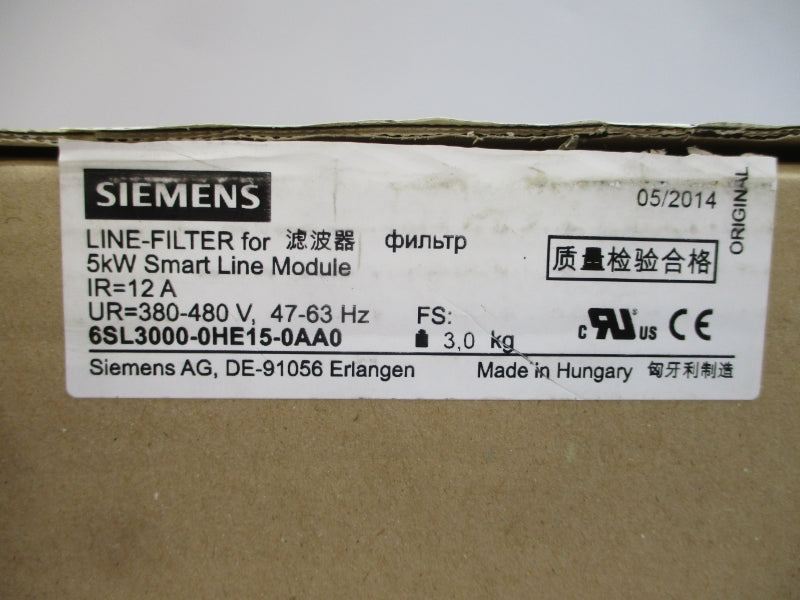 SIEMENS
05/2014
ORIGINAL
LINE-FILTER for 滤波器 фильтр
5kW Smart Line Module
质量检验合格
IR=12 A
UR=380-480 V, 47-63 Hz FS:
6SL3000-0HE15-0AA0 3,0 kg
c RU us CE
Siemens AG, DE-91056 Erlangen Made in Hungary 匈牙利制造